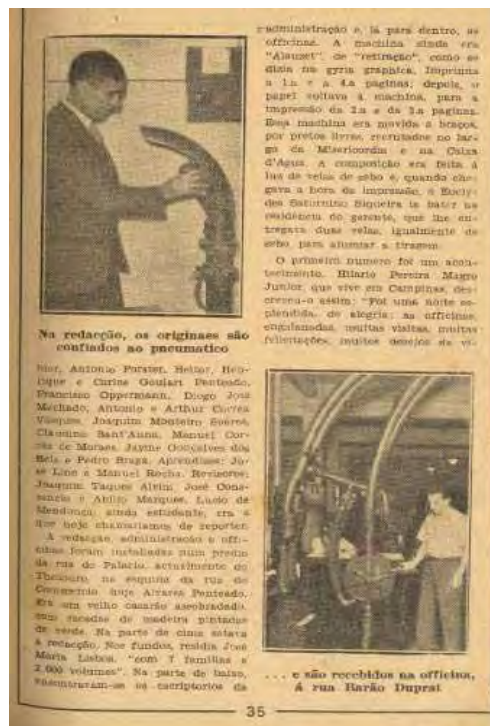 Na redacção, os originaes são
confiados ao pneumatico
nior, Antonio Forster, Heitor, Hen-
rique e Carlos Goulart Penteado,
Francisco Oppermann, Diogo José
Machado, Antonio e Arthur Corrêa
Vasques, Joaquim Monteiro Soares,
Claudino Sant'Anna, Manuel Cor-
rêa de Moraes, Jayme Gonçalves dos
Reis e Pedro Braga. Aprendizes: Jo-
sé Lino e Manuel Rocha. Revisores:
Joaquim Taques Alvim, José Cons-
tancio e Abilio Marques. Lucio de
Mendonça, ainda estudante, era o
que hoje chamariamos de reporter.
A redacção, administração e offi-
cinas foram installadas num predio
da rua do Palacio, actualmente do
Thesouro, na esquina da rua do
Commercio, hoje Alvares Penteado.
Era um velho casarão assobradado,
com sacadas de madeira pintadas
de verde. Na parte de cima estava
a redacção. Nos fundos, residia José
Maria Lisboa, "com 7 familias e
2.000 volumes". Na parte de baixo,
encontravam-se os escriptorios da
administração e, lá para dentro, as
officinas. A machina ainda era
"Alauzet", de "retiração", como se
dizia na gyria graphica. Imprimia
a 1.a e a 4.a paginas; depois, o
papel voltava á machina, para a
impressão da 2.a e da 3.a paginas.
Essa machina era movida a braços,
por pretos livres, recrutados no lar-
go da Misericordia e na Caixa
d'Agua. A composição era feita á
luz de velas de sebo e, quando che-
gava a hora da impressão, o Eucly-
des Saturnino Siqueira ia bater na
residencia do gerente, que lhe en-
tregava duas velas, igualmente de
sebo, para alumiar a tiragem.
O primeiro numero foi um acon-
tecimento. Hilario Pereira Magro
Junior, que vive em Campinas, des-
creveu-o assim: "Foi uma noite es-
plendida, de alegria: as officinas,
engalanadas, muitas visitas, muitas
felicitações, muitos desejos de vi-
... e são recebidos na officina,
á rua Barão Duprat
35